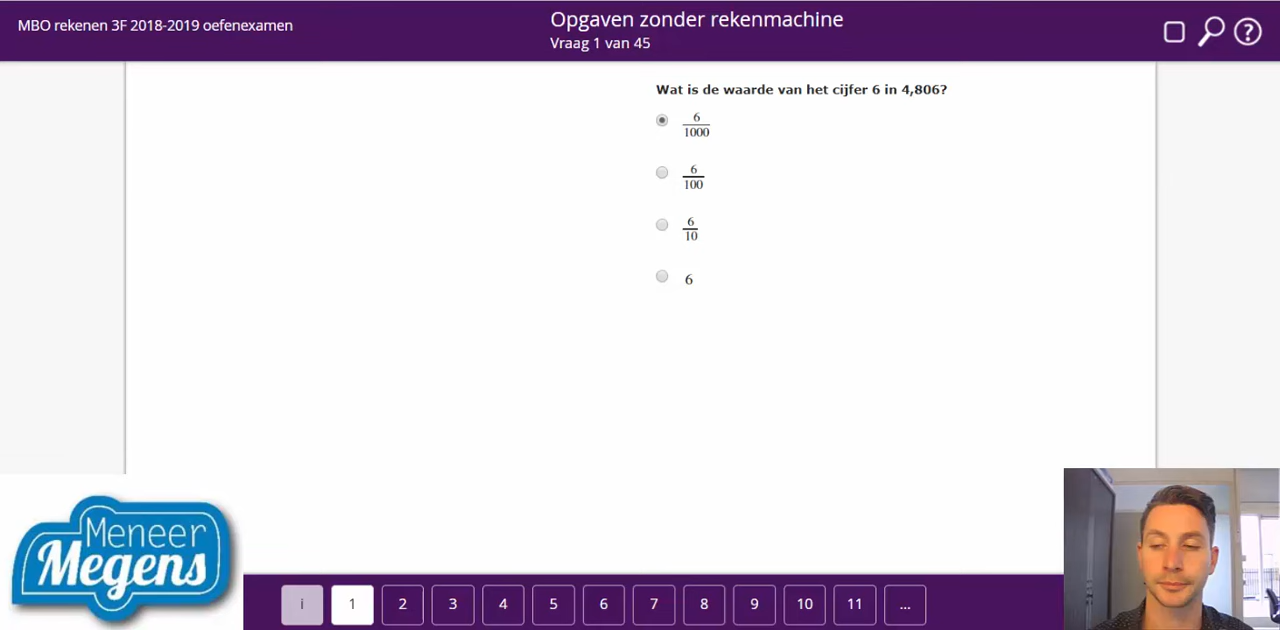 MBO rekenen 3F 2018-2019 oefenexamen
Opgaven zonder rekenmachine
Vraag 1 van 45
Wat is de waarde van het cijfer 6 in 4,806?
6
1000
6
100
6
10
6
Meneer
Megens
i 1 2 3 4 5 6 7 8 9 10 11 ...